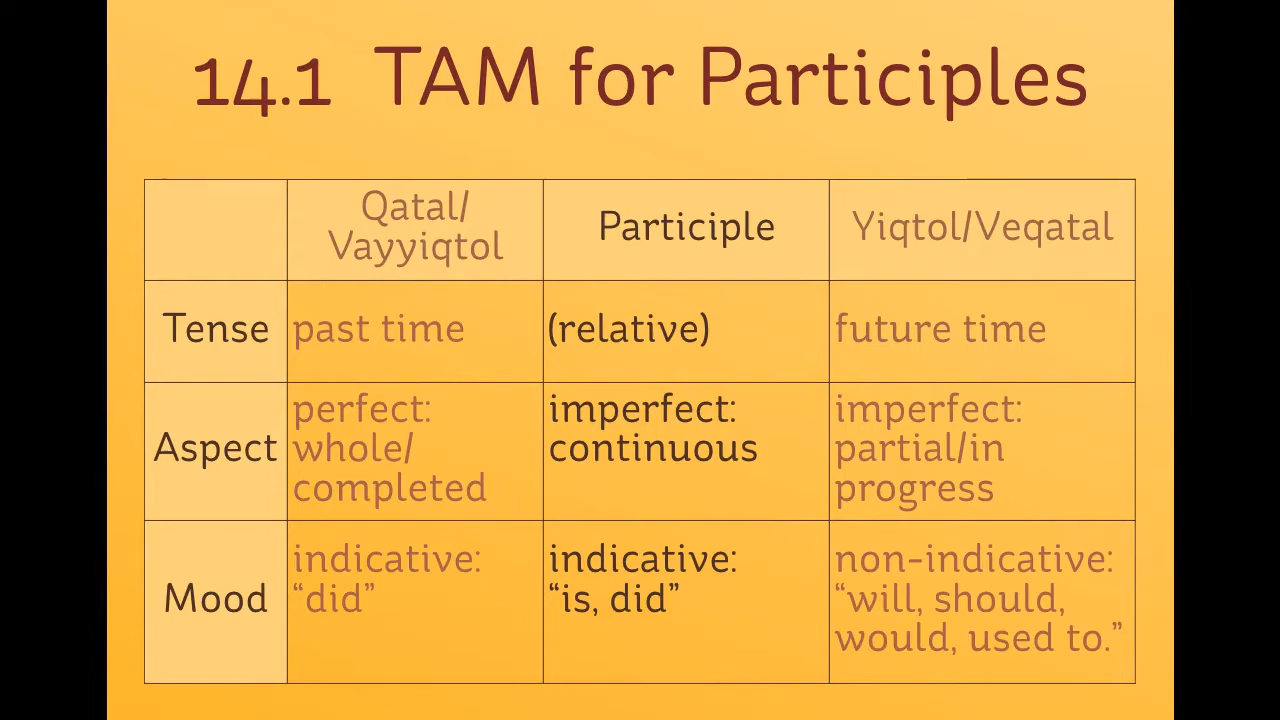 14.1 TAM for Participles
Qatal/
Vayyiqtol
Participle
Yiqtol/Veqatal
Tense
past time
(relative)
future time
Aspect
perfect:
whole/
completed
imperfect:
continuous
imperfect:
partial/in
progress
Mood
indicative:
“did”
indicative:
“is, did”
non-indicative:
“will, should,
would, used to.”